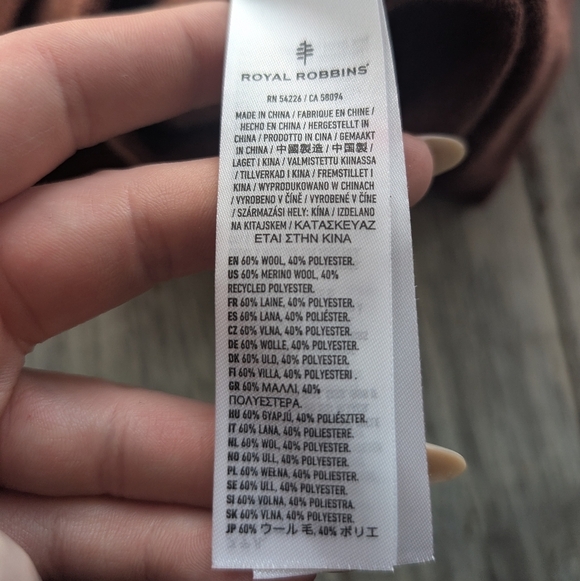 ROYAL ROBBINS®
RN 54226 / CA 58094
MADE IN CHINA / FABRIQUE EN CHINE /
HECHO EN CHINA / HERGESTELLT IN
CHINA / PRODOTTO IN CINA / GEMAAKT
IN CHINA / 中國製造 / 中国製 /
LAGET I KINA / VALMISTETTU KIINASSA
/ TILLVERKAD I KINA / FREMSTILLET I
KINA / WYPRODUKOWANO W CHINACH
/ VYROBENO V ČÍNĚ / VYROBENÉ V ČÍNE
/ SZÁRMAZÁSI HELY: KÍNA / IZDELANO
NA KITAJSKEM / ΚΑΤΑΣΚΕΥΑΖ
ΕΤΑΙ ΣΤΗΝ ΚΙΝΑ
EN 60% WOOL, 40% POLYESTER.
US 60% MERINO WOOL, 40%
RECYCLED POLYESTER.
FR 60% LAINE, 40% POLYESTER.
ES 60% LANA, 40% POLIÉSTER.
CZ 60% VLNA, 40% POLYESTER.
DE 60% WOLLE, 40% POLYESTER.
DK 60% ULD, 40% POLYESTER.
FI 60% VILLA, 40% POLYESTERI .
GR 60% ΜΑΛΛΙ, 40%
ΠΟΛΥΕΣΤΕΡΑ.
HU 60% GYAPJÚ, 40% POLIÉSZTER.
IT 60% LANA, 40% POLIESTERE.
NL 60% WOL, 40% POLYESTER.
NO 60% ULL, 40% POLYESTER.
PL 60% WEŁNA, 40% POLIESTER.
SE 60% ULL, 40% POLYESTER.
SI 60% VOLNA, 40% POLIESTRA.
SK 60% VLNA, 40% POLYESTER.
JP 60% ウール 毛, 40% ポリエ